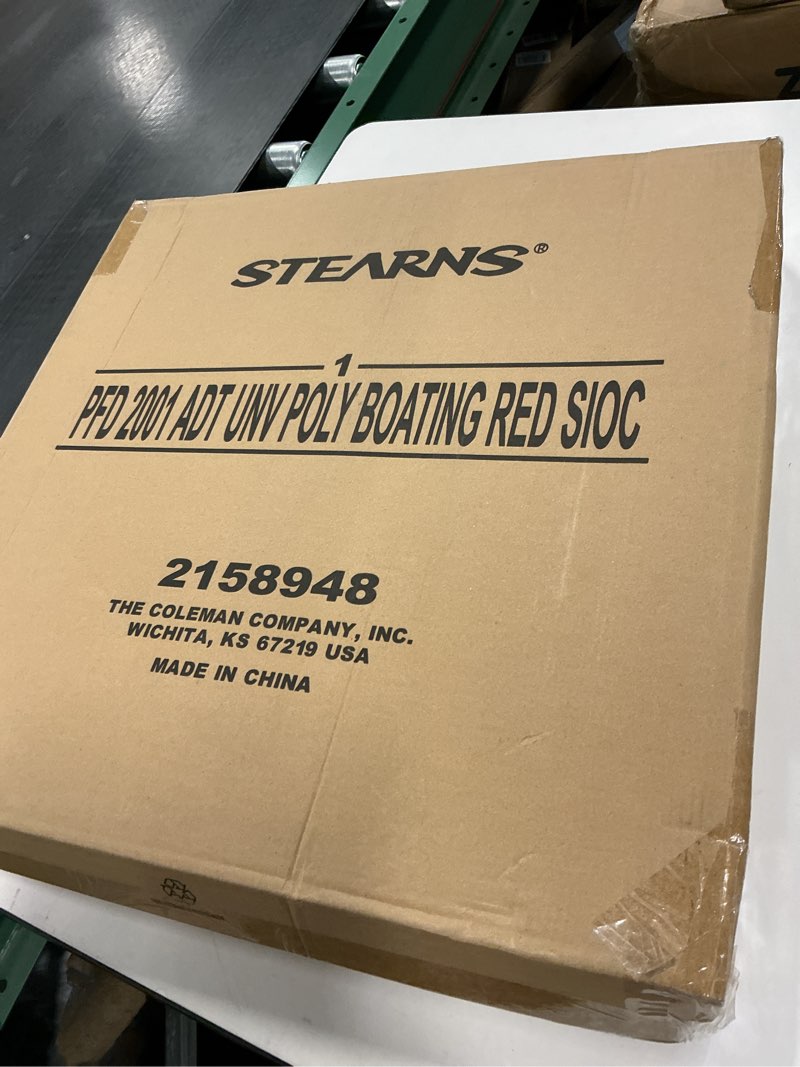 STEARNS®
1
PFD 2001 ADT UNV POLY BOATING RED SIOC
2158948
THE COLEMAN COMPANY, INC.
WICHITA, KS 67219 USA
MADE IN CHINA